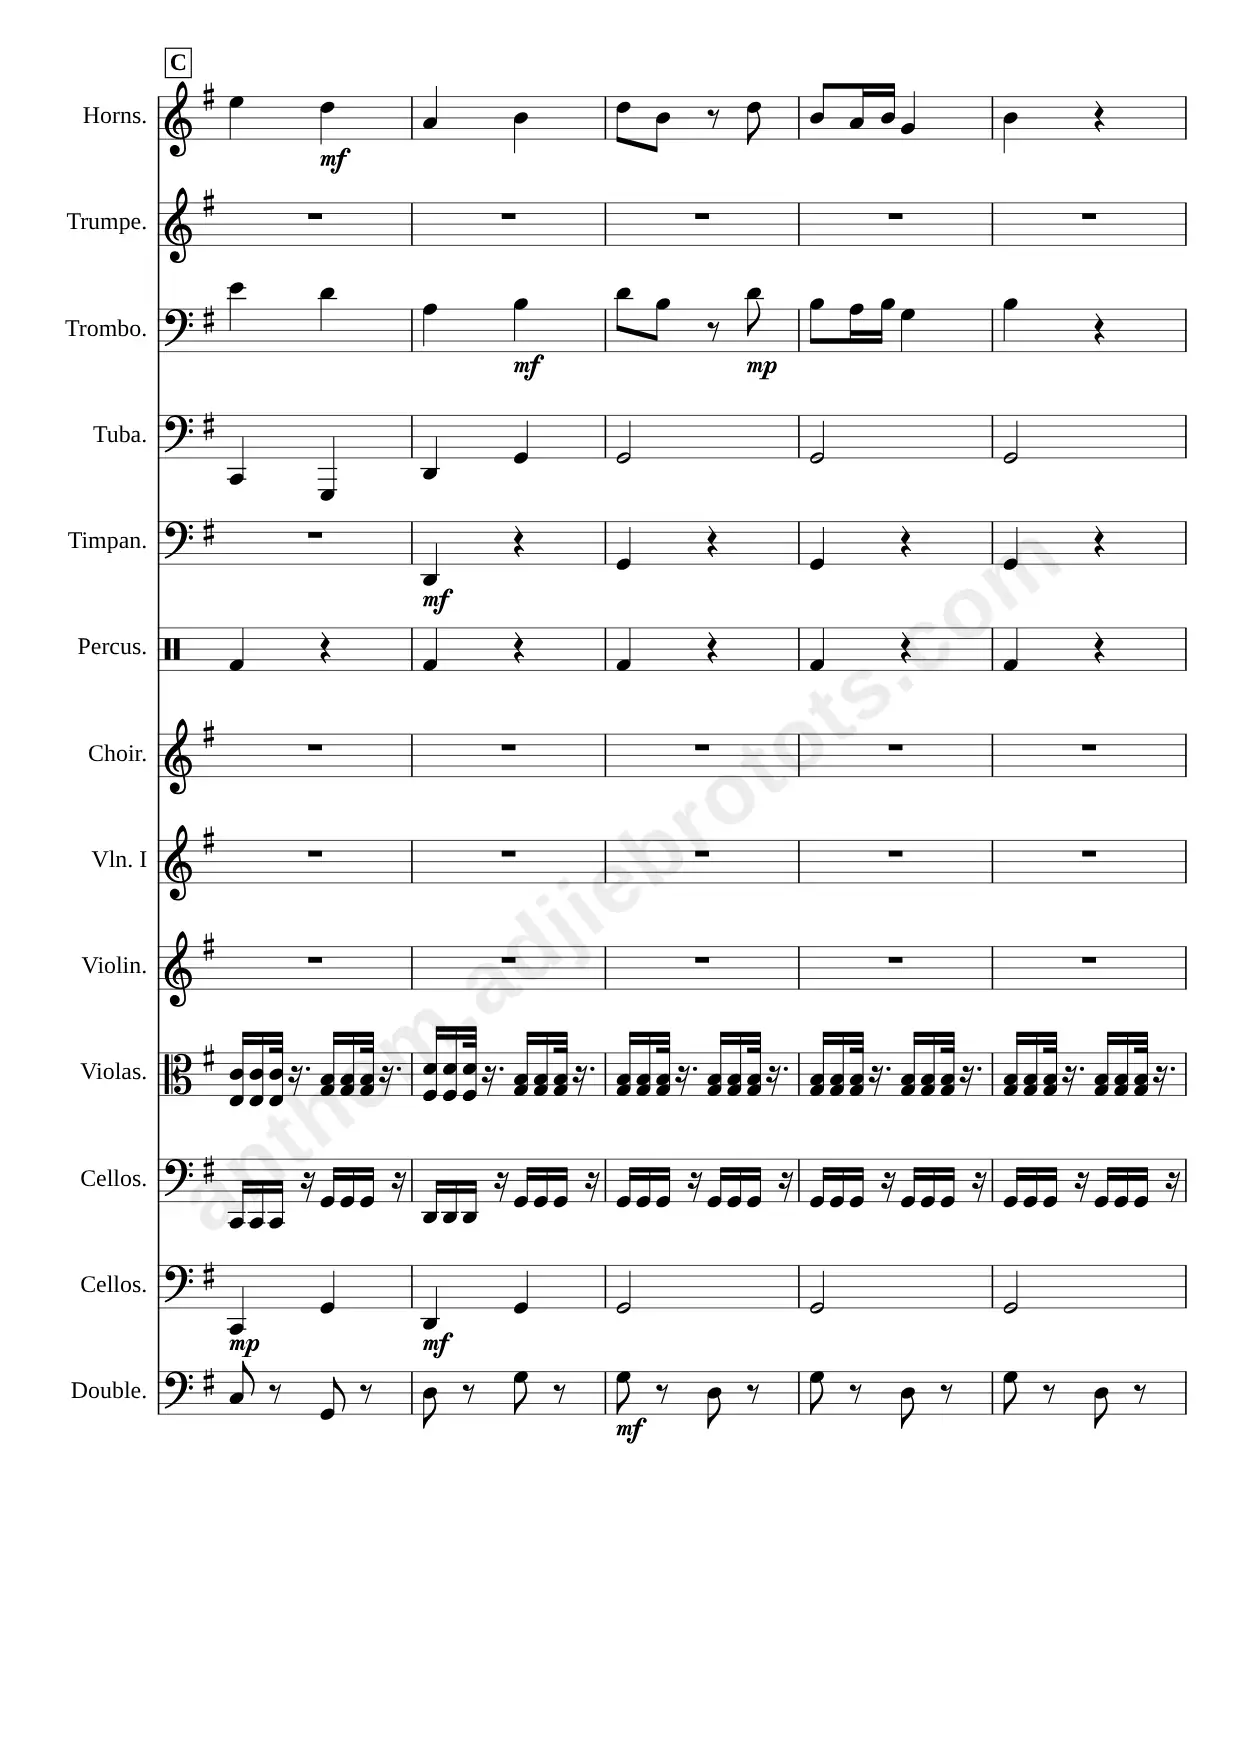 C
Horns.
mf
Trumpe.
Trombo.
mf
mp
Tuba.
Timpan.
mf
Percus.
Choir.
Vln. I
Violin.
Violas.
Cellos.
Cellos.
mp
mf
Double.
mf
anthem.adjiebrotots.com